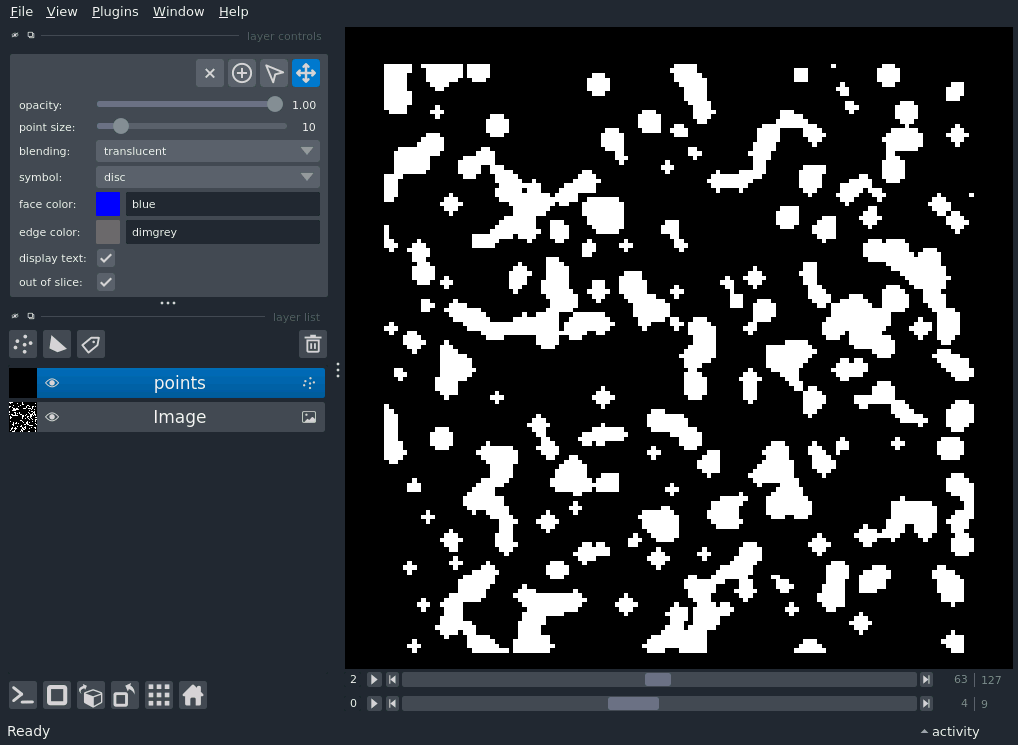 File View Plugins Window Help
layer controls
opacity: 1.00
point size: 10
blending: translucent
symbol: disc
face color: blue
edge color: dimgrey
display text:
out of slice:
layer list
points
Image
2 63 127
0 4 9
Ready activity